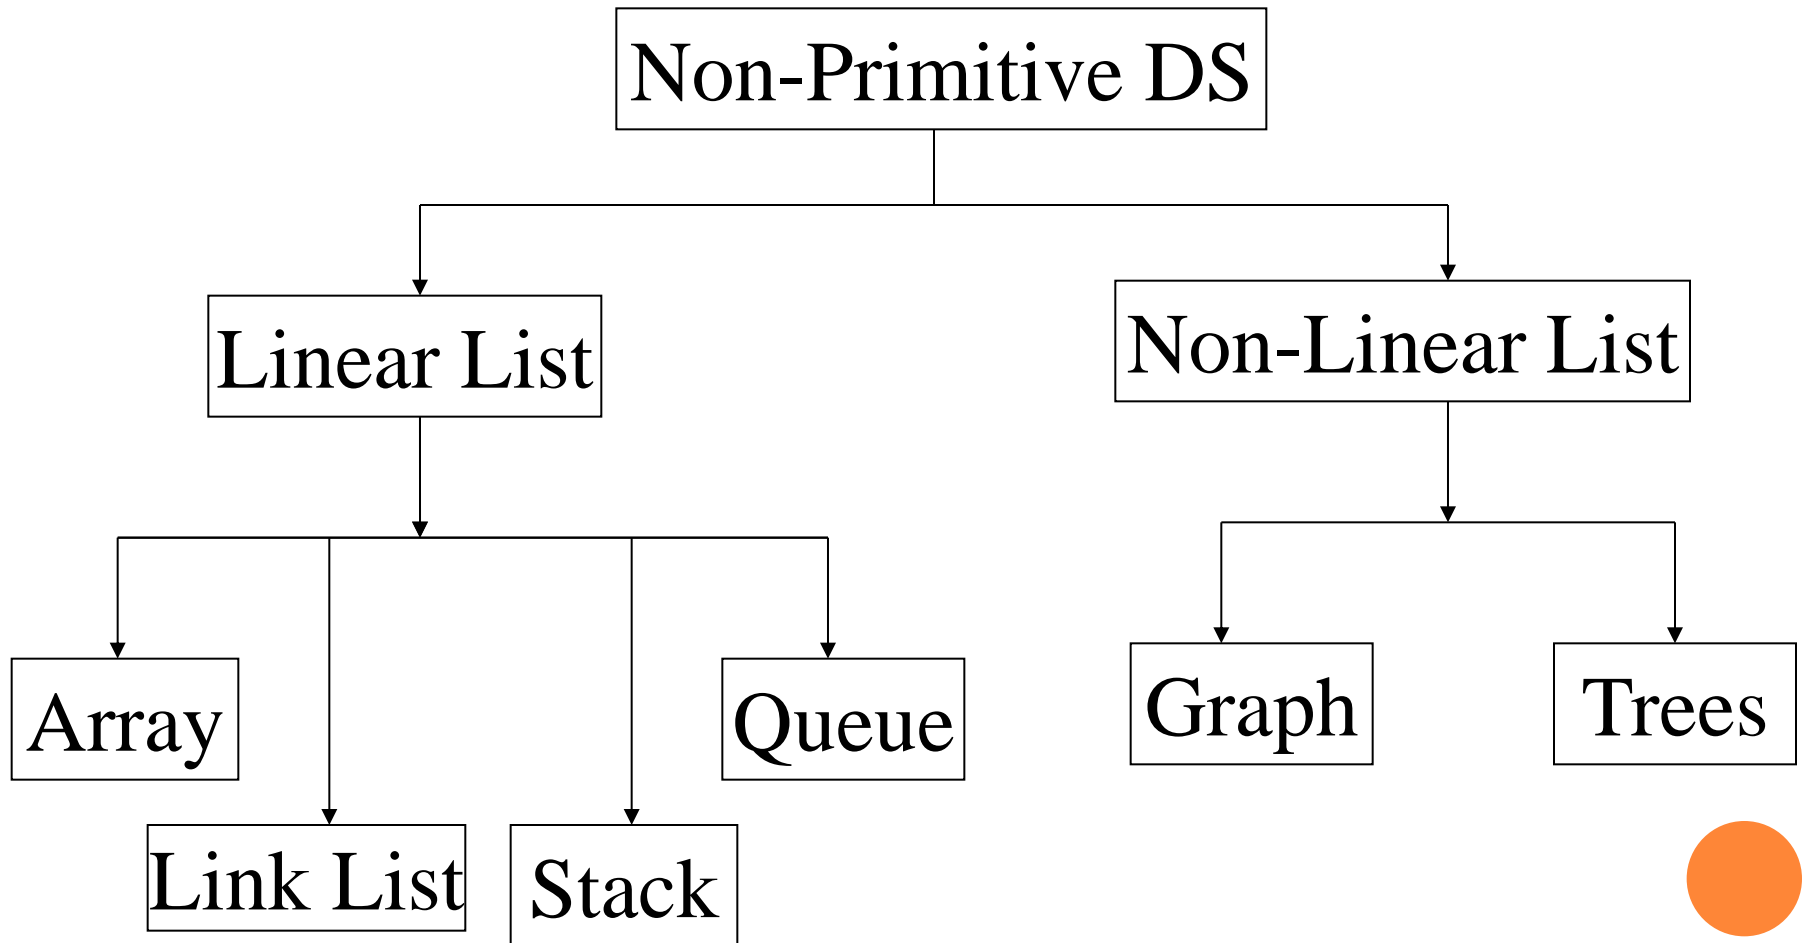 Non-Primitive DS
Linear List
Non-Linear List
Array
Queue
Graph
Trees
Link List
Stack